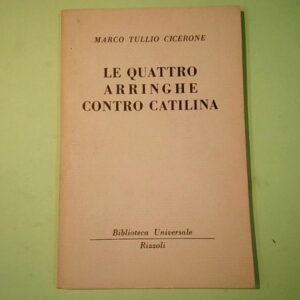 MARCO TULLIO CICERONE
LE QUATTRO
ARRINGHE
CONTRO CATILINA
Biblioteca Universale
Rizzoli